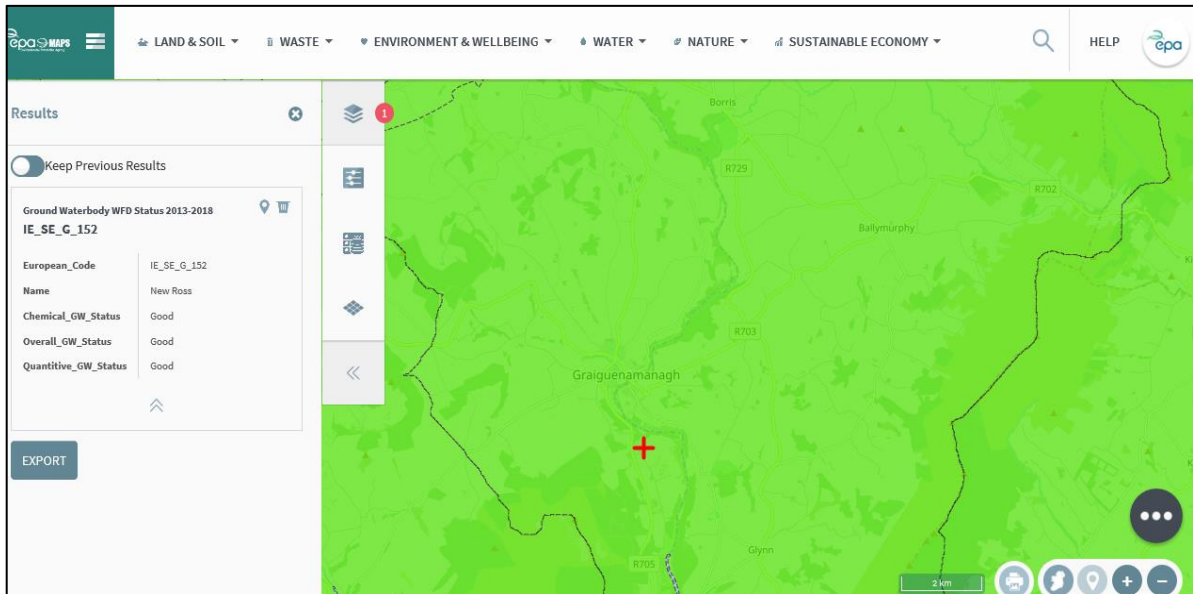 epa MAPS
LAND & SOIL
WASTE
ENVIRONMENT & WELLBEING
WATER
NATURE
SUSTAINABLE ECONOMY
HELP
epa
Results
1
Keep Previous Results
Ground Waterbody WFD Status 2013-2018
IE_SE_G_152
European_Code IE_SE_G_152
Name New Ross
Chemical_GW_Status Good
Overall_GW_Status Good
Quantitive_GW_Status Good
EXPORT
Borris
R729
R702
Ballymurphy
R703
Graiguenamanagh
Glynn
R705
2 km